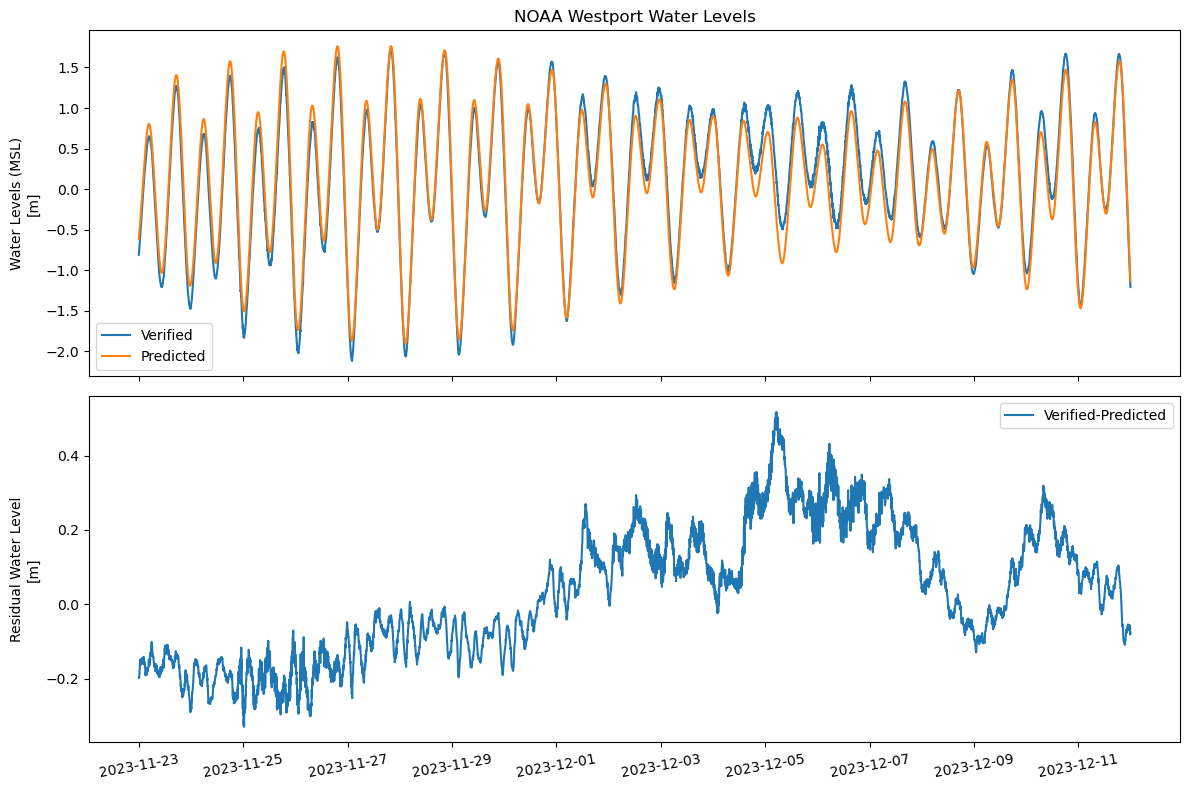 NOAA Westport Water Levels
Water Levels (MSL)
[m]
1.5
1.0
0.5
0.0
−0.5
−1.0
−1.5
−2.0
Verified
Predicted
Residual Water Level
[m]
0.4
0.2
0.0
−0.2
Verified-Predicted
2023-11-23
2023-11-25
2023-11-27
2023-11-29
2023-12-01
2023-12-03
2023-12-05
2023-12-07
2023-12-09
2023-12-11